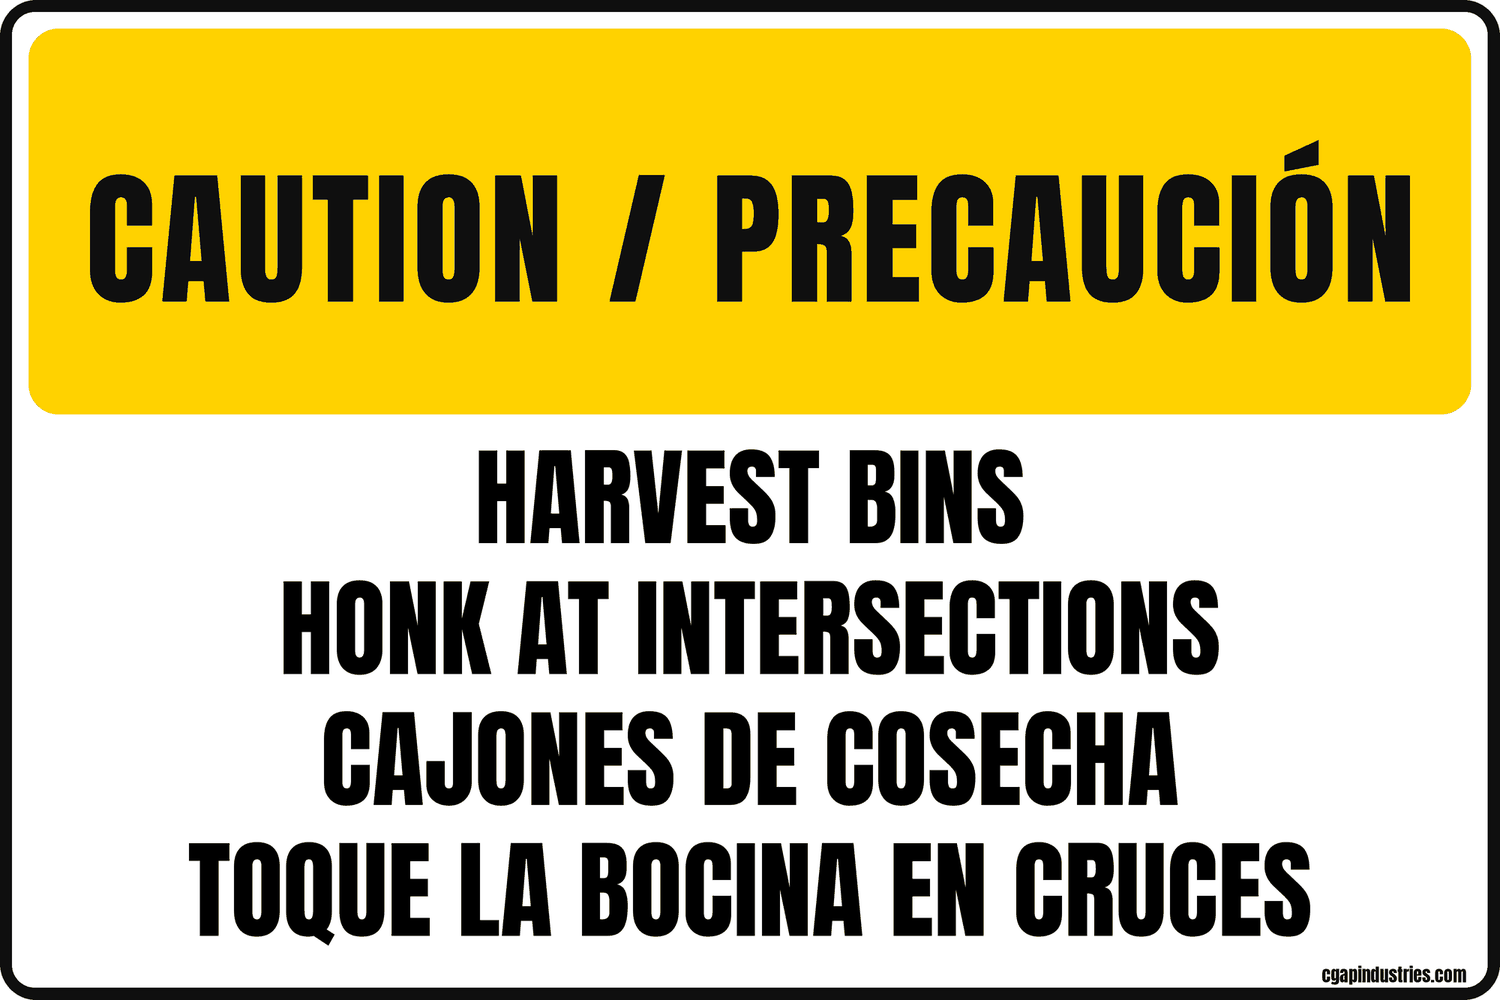 CAUTION / PRECAUCIÓN
HARVEST BINS
HONK AT INTERSECTIONS
CAJONES DE COSECHA
TOQUE LA BOCINA EN CRUCES
cgapindustries.com